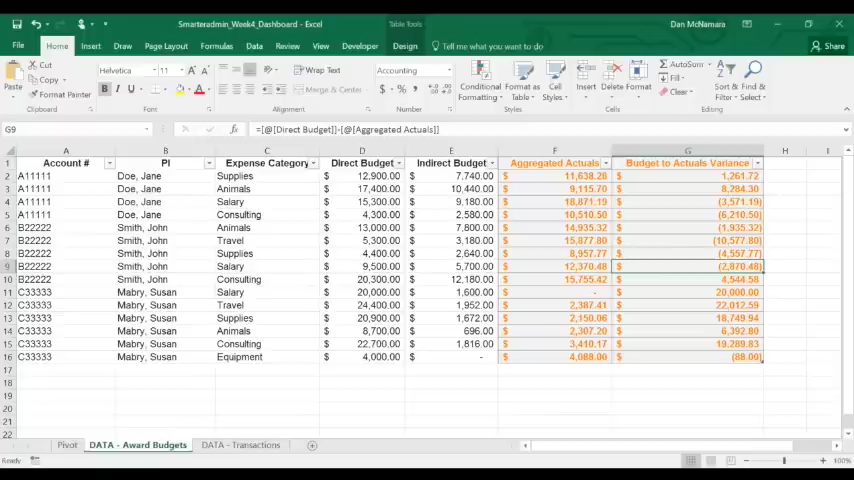 Smarteradmin_Week4_Dashboard - Excel
Table Tools
Dan McNamara
File Home Insert Draw Page Layout Formulas Data Review View Developer Design Tell me what you want to do Share
Paste
Cut
Copy
Format Painter
Clipboard
Helvetica 11
B I U
Font
Wrap Text
Merge & Center
Alignment
Accounting
$ % ,
Number
Conditional Formatting
Format as Table
Cell Styles
Styles
Insert Delete Format
Cells
AutoSum
Fill
Clear
Sort & Filter
Find & Select
Editing
G9 fx =[@[Direct Budget]]-[@[Aggregated Actuals]]
A B C D E F G H I
1 Account # PI Expense Category Direct Budget Indirect Budget Aggregated Actuals Budget to Actuals Variance
2 A11111 Doe, Jane Supplies $ 12,900.00 $ 7,740.00 $ 11,638.28 $ 1,261.72
3 A11111 Doe, Jane Animals $ 17,400.00 $ 10,440.00 $ 9,115.70 $ 8,284.30
4 A11111 Doe, Jane Salary $ 15,300.00 $ 9,180.00 $ 18,871.19 $ (3,571.19)
5 A11111 Doe, Jane Consulting $ 4,300.00 $ 2,580.00 $ 10,510.50 $ (6,210.50)
6 B22222 Smith, John Animals $ 13,000.00 $ 7,800.00 $ 14,935.32 $ (1,935.32)
7 B22222 Smith, John Travel $ 5,300.00 $ 3,180.00 $ 15,877.80 $ (10,577.80)
8 B22222 Smith, John Supplies $ 4,400.00 $ 2,640.00 $ 8,957.77 $ (4,557.77)
9 B22222 Smith, John Salary $ 9,500.00 $ 5,700.00 $ 12,370.48 $ (2,870.48)
10 B22222 Smith, John Consulting $ 20,300.00 $ 12,180.00 $ 15,755.42 $ 4,544.58
11 C33333 Mabry, Susan Salary $ 20,000.00 $ 1,600.00 $ - $ 20,000.00
12 C33333 Mabry, Susan Travel $ 24,400.00 $ 1,952.00 $ 2,387.41 $ 22,012.59
13 C33333 Mabry, Susan Supplies $ 20,900.00 $ 1,672.00 $ 2,150.06 $ 18,749.94
14 C33333 Mabry, Susan Animals $ 8,700.00 $ 696.00 $ 2,307.20 $ 6,392.80
15 C33333 Mabry, Susan Consulting $ 22,700.00 $ 1,816.00 $ 3,410.17 $ 19,289.83
16 C33333 Mabry, Susan Equipment $ 4,000.00 $ - $ 4,088.00 $ (88.00)
17
18
19
20
21
22
Pivot DATA - Award Budgets DATA - Transactions
Ready 100%